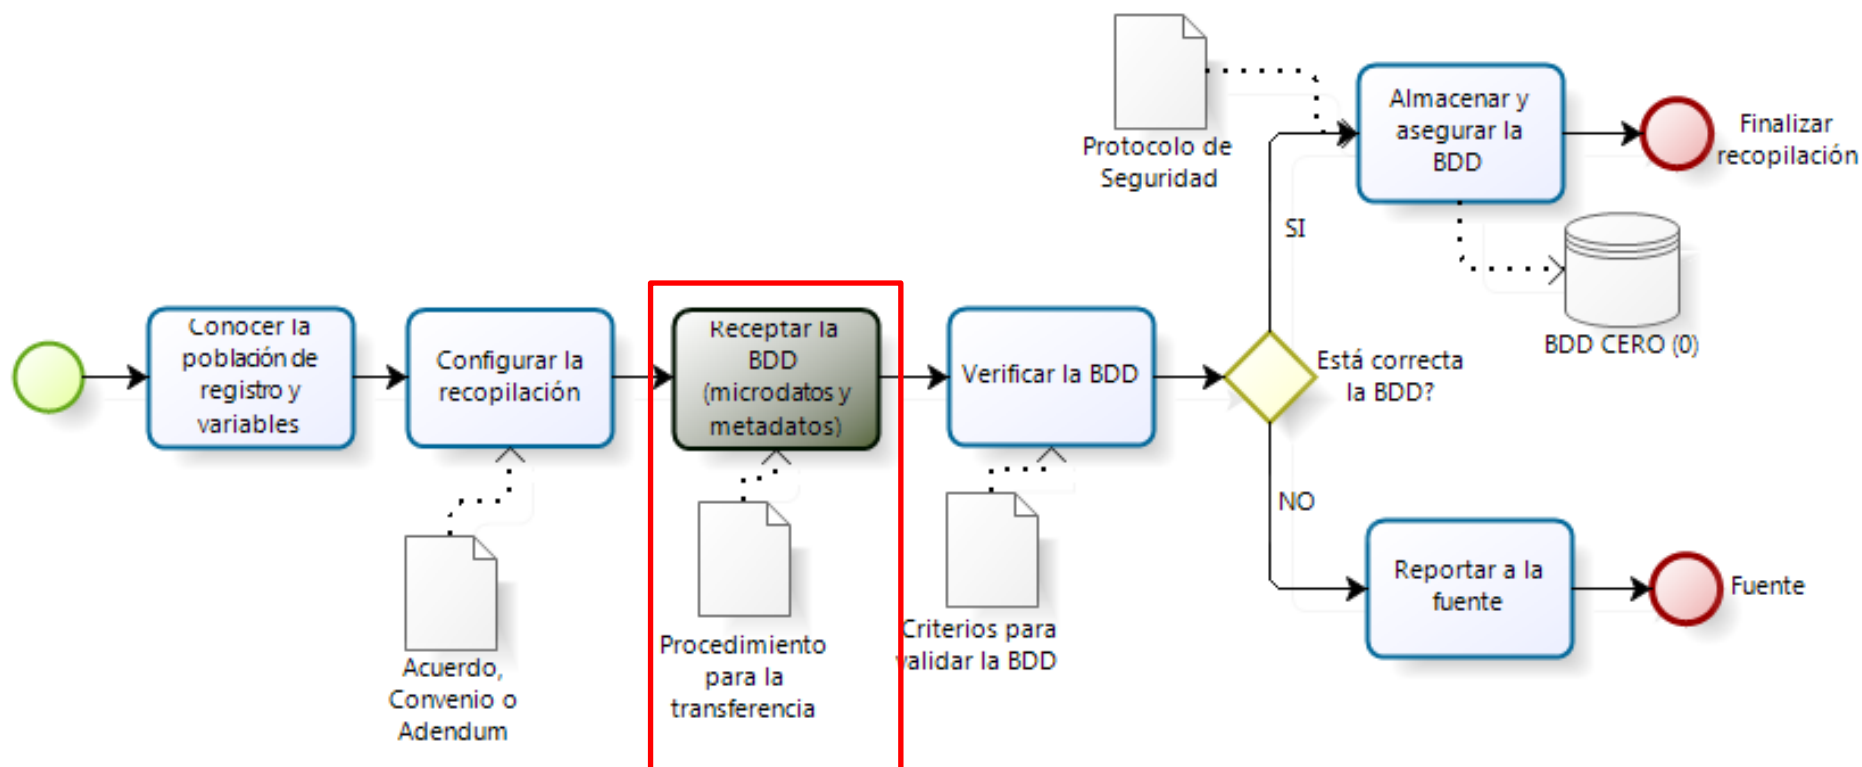 Conocer la
población de
registro y
variables
Configurar la
recopilación
Acuerdo,
Convenio o
Adendum
Receptar la
BDD
(microdatos y
metadatos)
Procedimiento
para la
transferencia
Verificar la BDD
Criterios para
validar la BDD
Está correcta
la BDD?
SI
Protocolo de
Seguridad
Almacenar y
asegurar la
BDD
Finalizar
recopilación
BDD CERO (0)
NO
Reportar a la
fuente
Fuente